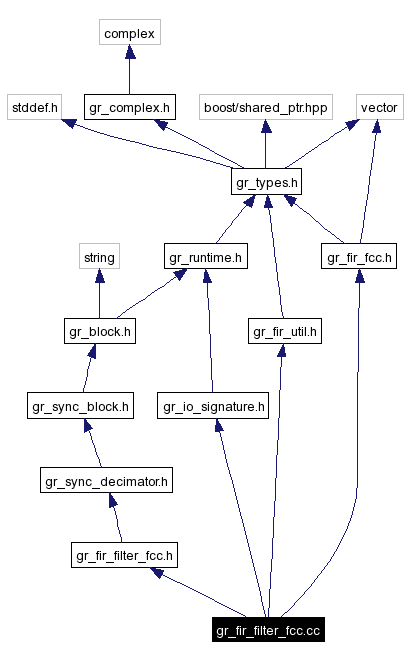 complex
stddef.h
gr_complex.h
boost/shared_ptr.hpp
vector
gr_types.h
string
gr_runtime.h
gr_fir_fcc.h
gr_block.h
gr_fir_util.h
gr_sync_block.h
gr_io_signature.h
gr_sync_decimator.h
gr_fir_filter_fcc.h
gr_fir_filter_fcc.cc